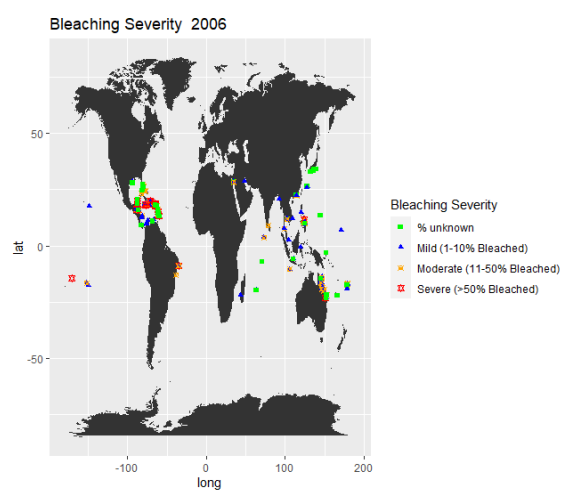 Bleaching Severity 2006
lat
50
0
-50
-100
0
100
200
long
Bleaching Severity
% unknown
Mild (1-10% Bleached)
Moderate (11-50% Bleached)
Severe (>50% Bleached)